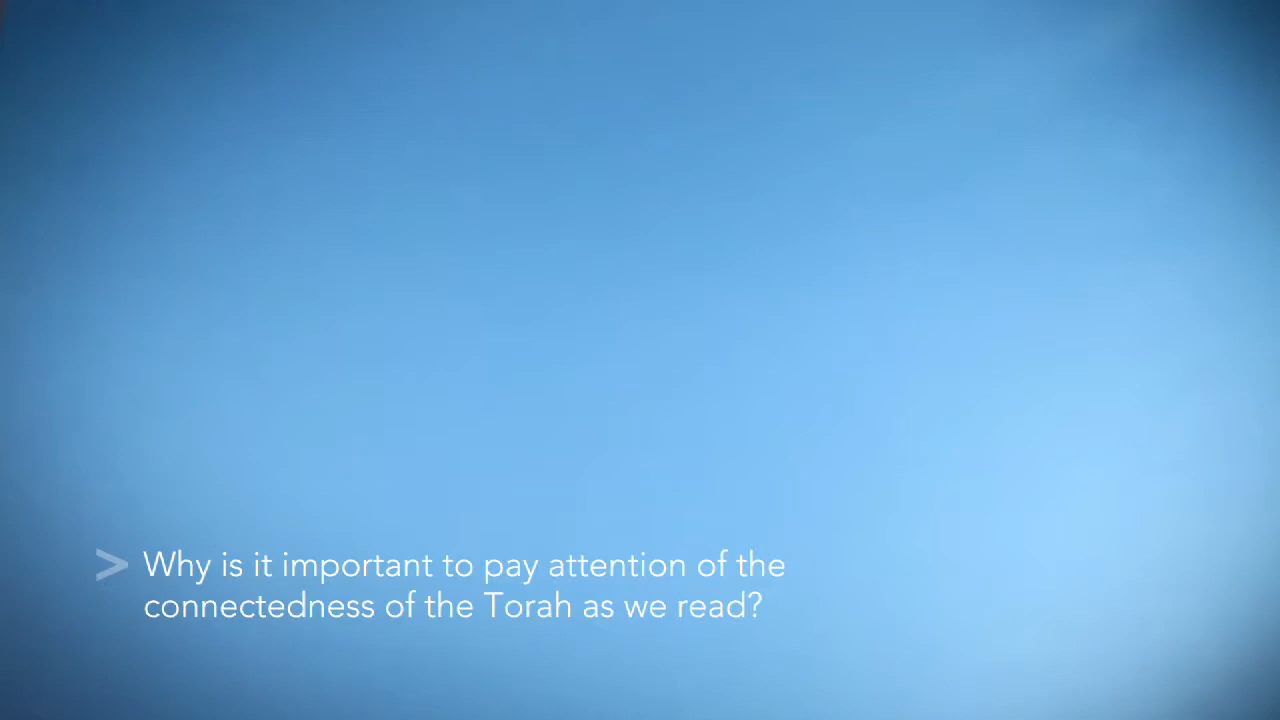 > Why is it important to pay attention of the
connectedness of the Torah as we read?